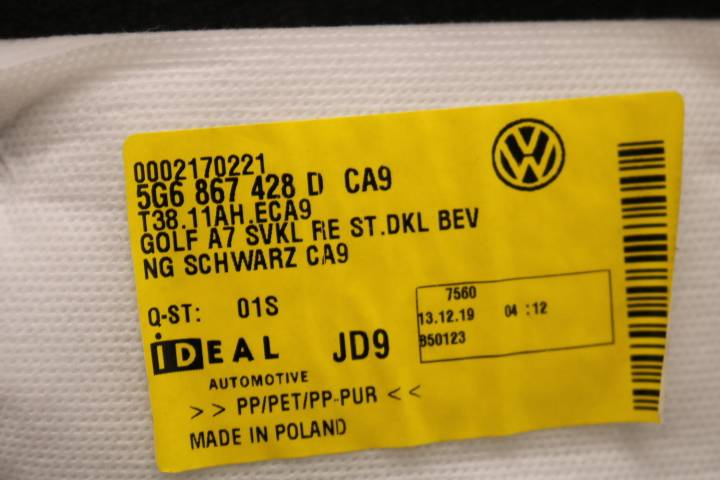 0002170221
5G6 867 428 D CA9
T38.11AH.ECA9
GOLF A7 SVKL RE ST.DKL BEV
NG SCHWARZ CA9
Q-ST: 01S
7560
13.12.19 04 :12
850123
iDEAL JD9
AUTOMOTIVE
> > PP/PET/PP-PUR < <
MADE IN POLAND